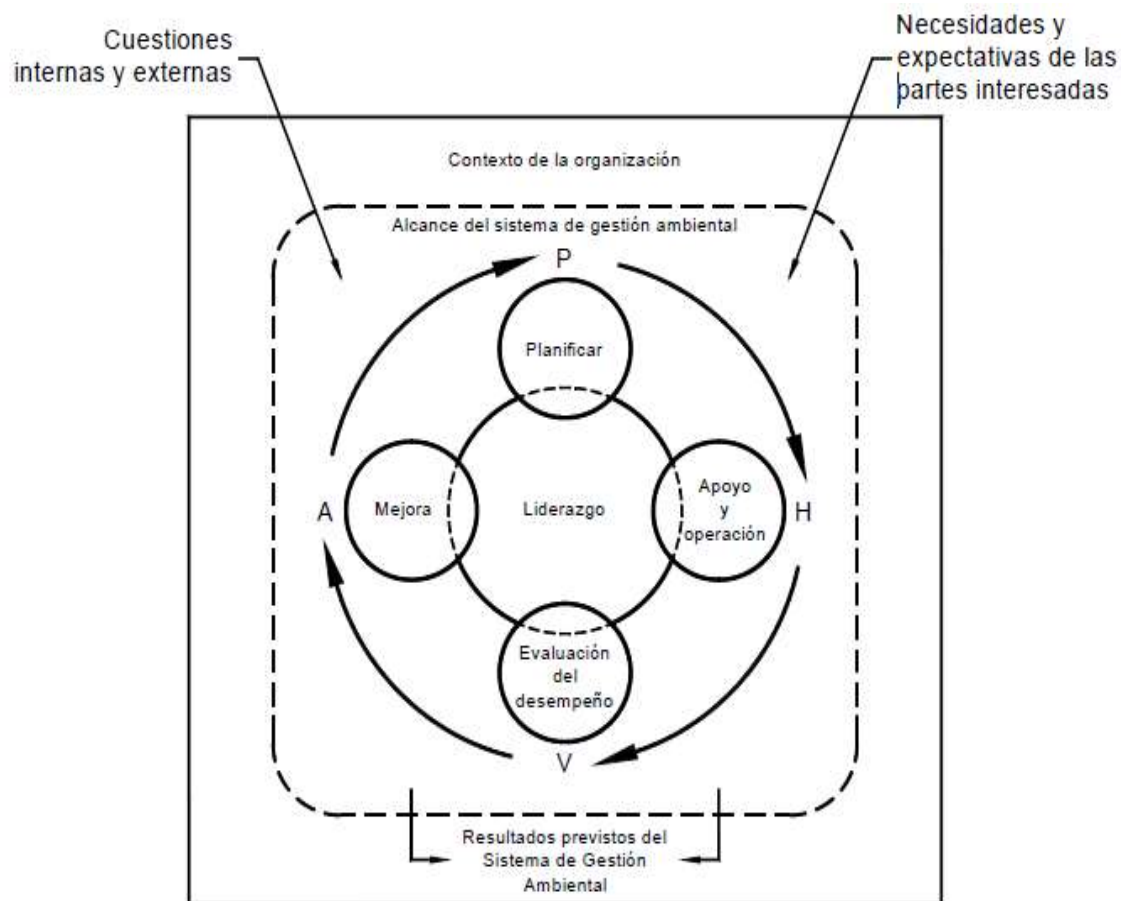 Cuestiones
internas y externas
Necesidades y
expectativas de las
partes interesadas
Contexto de la organización
Alcance del sistema de gestión ambiental
P
Planificar
A
Mejora
Liderazgo
Apoyo
y
operación
H
Evaluación
del
desempeño
V
Resultados previstos del
Sistema de Gestión
Ambiental